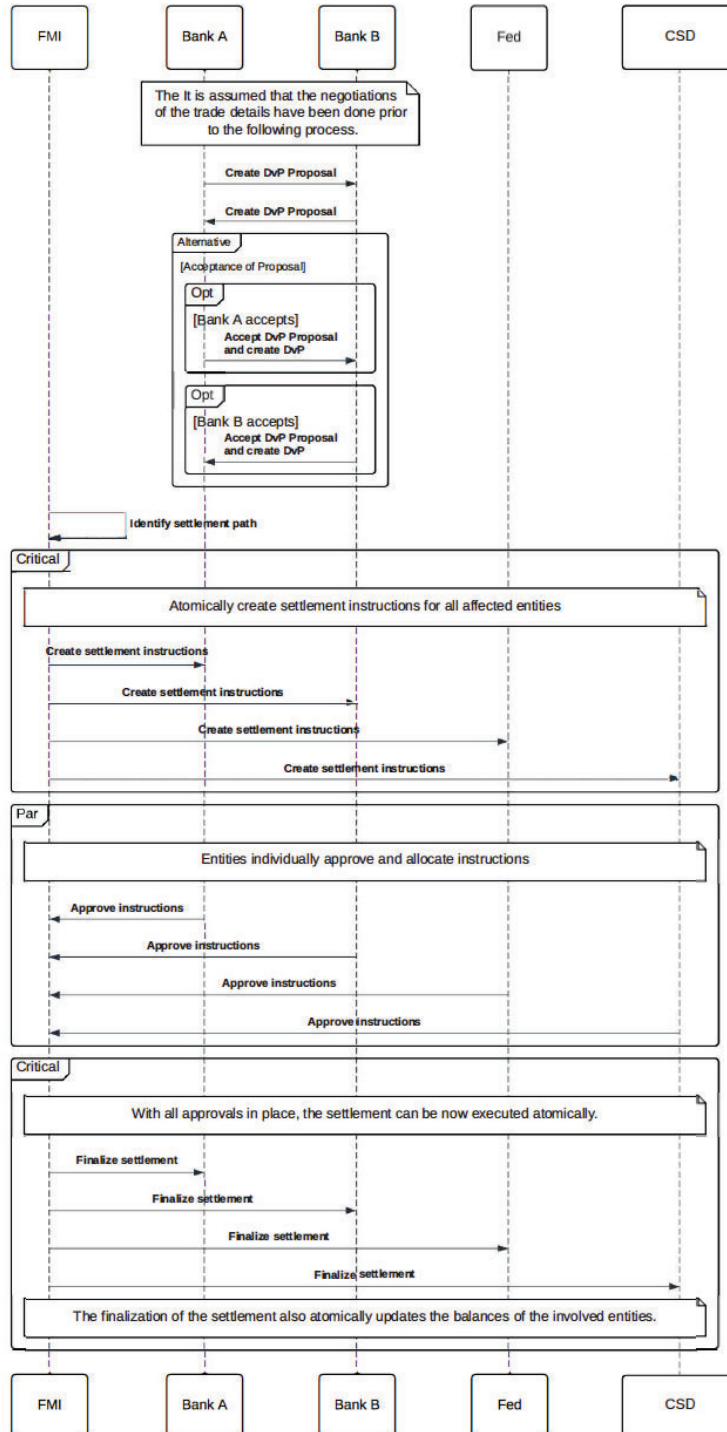 FMI
Bank A
Bank B
Fed
CSD
The It is assumed that the negotiations
of the trade details have been done prior
to the following process.
Create DvP Proposal
Create DvP Proposal
Alternative
[Acceptance of Proposal]
Opt
[Bank A accepts]
Accept DvP Proposal
and create DvP
Opt
[Bank B accepts]
Accept DvP Proposal
and create DvP
Identify settlement path
Critical
Atomically create settlement instructions for all affected entities
Create settlement instructions
Create settlement instructions
Create settlement instructions
Create settlement instructions
Par
Entities individually approve and allocate instructions
Approve instructions
Approve instructions
Approve instructions
Approve instructions
Critical
With all approvals in place, the settlement can be now executed atomically.
Finalize settlement
Finalize settlement
Finalize settlement
Finalize settlement
The finalization of the settlement also atomically updates the balances of the involved entities.
FMI
Bank A
Bank B
Fed
CSD